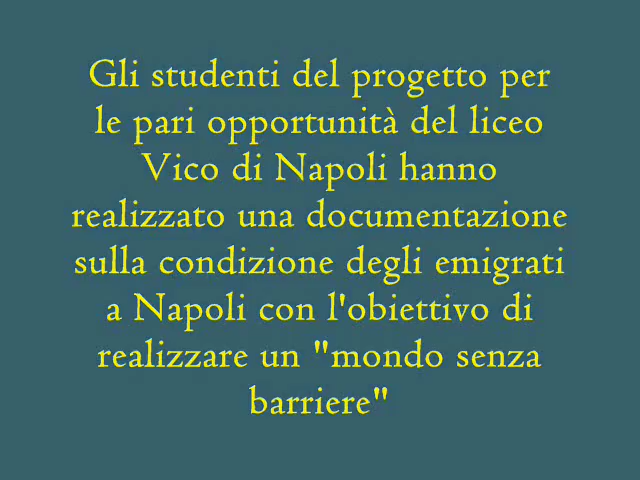 Gli studenti del progetto per
le pari opportunità del liceo
Vico di Napoli hanno
realizzato una documentazione
sulla condizione degli emigrati
a Napoli con l'obiettivo di
realizzare un "mondo senza
barriere"